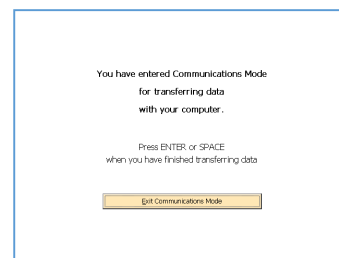 You have entered Communications Mode
for transferring data
with your computer.
Press ENTER or SPACE
when you have finished transferring data
Exit Communications Mode